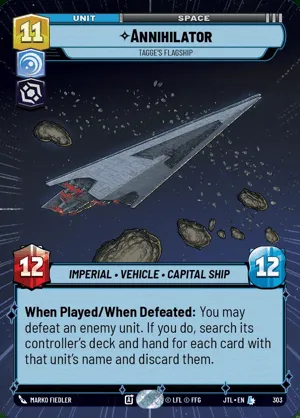 UNIT SPACE
11
✧ANNIHILATOR
TAGGE'S FLAGSHIP
12 12
IMPERIAL • VEHICLE • CAPITAL SHIP
When Played/When Defeated: You may
defeat an enemy unit. If you do, search its
controller's deck and hand for each card with
that unit's name and discard them.
MARKO FIEDLER © LFL © FFG JTL • EN 303